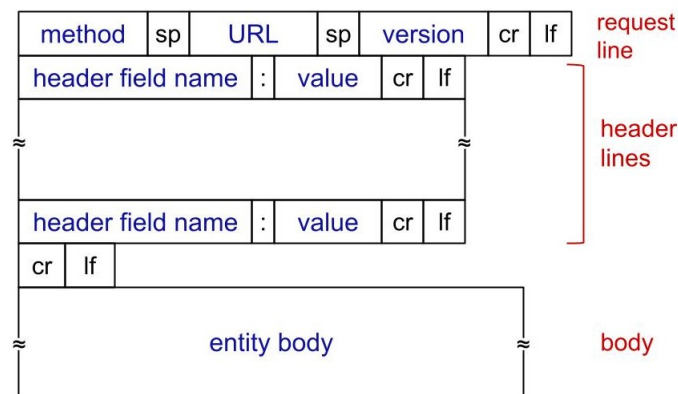 method sp URL sp version cr lf
request
line
header field name : value cr lf
header
lines
header field name : value cr lf
cr lf
entity body
body